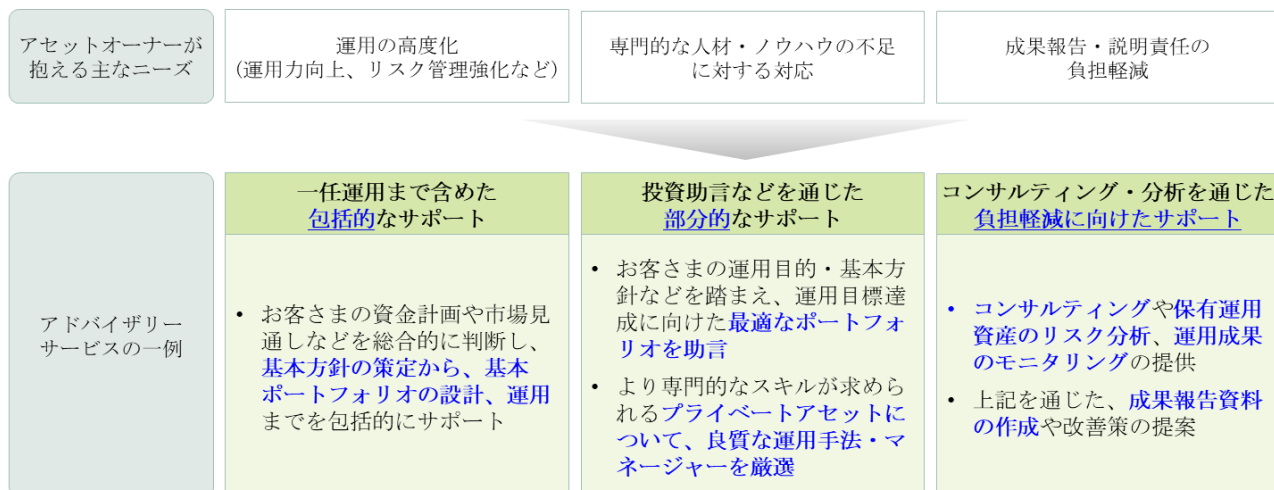 アセットオーナーが
抱える主なニーズ
運用の高度化
(運用力向上、リスク管理強化など)
専門的な人材・ノウハウの不足
に対する対応
成果報告・説明責任の
負担軽減
アドバイザリー
サービスの一例
一任運用まで含めた
包括的なサポート
• お客さまの資金計画や市場見
通しなどを総合的に判断し、
基本方針の策定から、基本
ポートフォリオの設計、運用
までを包括的にサポート
投資助言などを通じた
部分的なサポート
• お客さまの運用目的・基本方
針などを踏まえ、運用目標達
成に向けた最適なポートフォ
リオを助言
• より専門的なスキルが求めら
れるプライベートアセットに
ついて、良質な運用手法・マ
ネージャーを厳選
コンサルティング・分析を通じた
負担軽減に向けたサポート
• コンサルティングや保有運用
資産のリスク分析、運用成果
のモニタリングの提供
• 上記を通じた、成果報告資料
の作成や改善策の提案